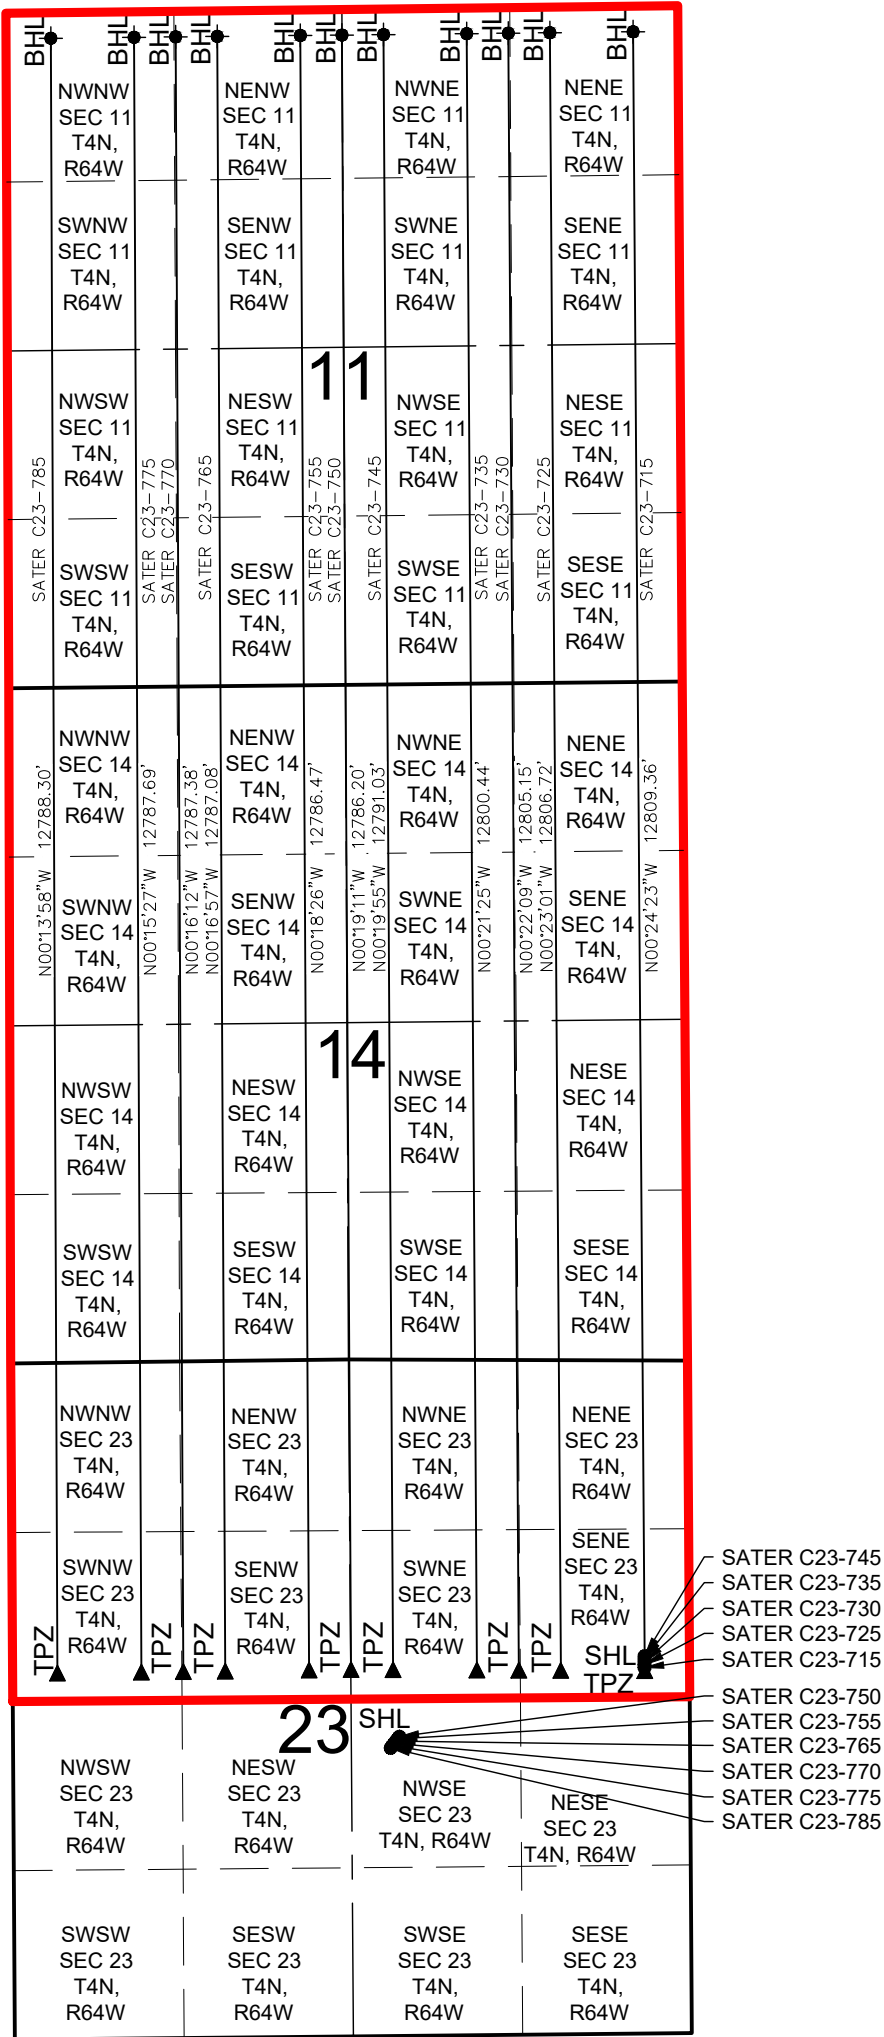 BHL BHL BHL BHL BHL BHL BHL BHL BHL BHL BHL
NWNW NENW NWNE NENE
SEC 11 SEC 11 SEC 11 SEC 11
T4N, T4N, T4N, T4N,
R64W R64W R64W R64W
SWNW SENW SWNE SENE
SEC 11 SEC 11 SEC 11 SEC 11
T4N, T4N, T4N, T4N,
R64W R64W R64W R64W
11
NWSW NESW NWSE NESE
SEC 11 SEC 11 SEC 11 SEC 11
T4N, T4N, T4N, T4N,
R64W R64W R64W R64W
SATER C23-785
SATER C23-775
SATER C23-770
SATER C23-765
SATER C23-755
SATER C23-750
SATER C23-745
SATER C23-735
SATER C23-730
SATER C23-725
SATER C23-715
SWSW SESW SWSE SESE
SEC 11 SEC 11 SEC 11 SEC 11
T4N, T4N, T4N, T4N,
R64W R64W R64W R64W
NWNW NENW NWNE NENE
SEC 14 SEC 14 SEC 14 SEC 14
T4N, T4N, T4N, T4N,
R64W R64W R64W R64W
N00°13'58"W 12788.30'
N00°15'27"W 12787.69'
N00°16'12"W 12787.38'
N00°16'57"W 12787.08'
N00°18'26"W 12786.47'
N00°19'11"W 12786.20'
N00°19'55"W 12791.03'
N00°21'25"W 12800.44'
N00°22'09"W 12805.15'
N00°23'01"W 12806.72'
N00°24'23"W 12809.36'
SWNW SENW SWNE SENE
SEC 14 SEC 14 SEC 14 SEC 14
T4N, T4N, T4N, T4N,
R64W R64W R64W R64W
14
NWSW NESW NWSE NESE
SEC 14 SEC 14 SEC 14 SEC 14
T4N, T4N, T4N, T4N,
R64W R64W R64W R64W
SWSW SESW SWSE SESE
SEC 14 SEC 14 SEC 14 SEC 14
T4N, T4N, T4N, T4N,
R64W R64W R64W R64W
NWNW NENW NWNE NENE
SEC 23 SEC 23 SEC 23 SEC 23
T4N, T4N, T4N, T4N,
R64W R64W R64W R64W
SWNW SENW SWNE SENE
SEC 23 SEC 23 SEC 23 SEC 23
T4N, T4N, T4N, T4N,
R64W R64W R64W R64W
TPZ TPZ TPZ TPZ TPZ TPZ
SHL
TPZ
SATER C23-745
SATER C23-735
SATER C23-730
SATER C23-725
SATER C23-715
23 SHL
SATER C23-750
SATER C23-755
SATER C23-765
SATER C23-770
SATER C23-775
SATER C23-785
NWSW NESW
SEC 23 SEC 23
T4N, T4N,
R64W R64W
NWSE
SEC 23
T4N, R64W
NESE
SEC 23
T4N, R64W
SWSW SESW SWSE SESE
SEC 23 SEC 23 SEC 23 SEC 23
T4N, T4N, T4N, T4N,
R64W R64W R64W R64W